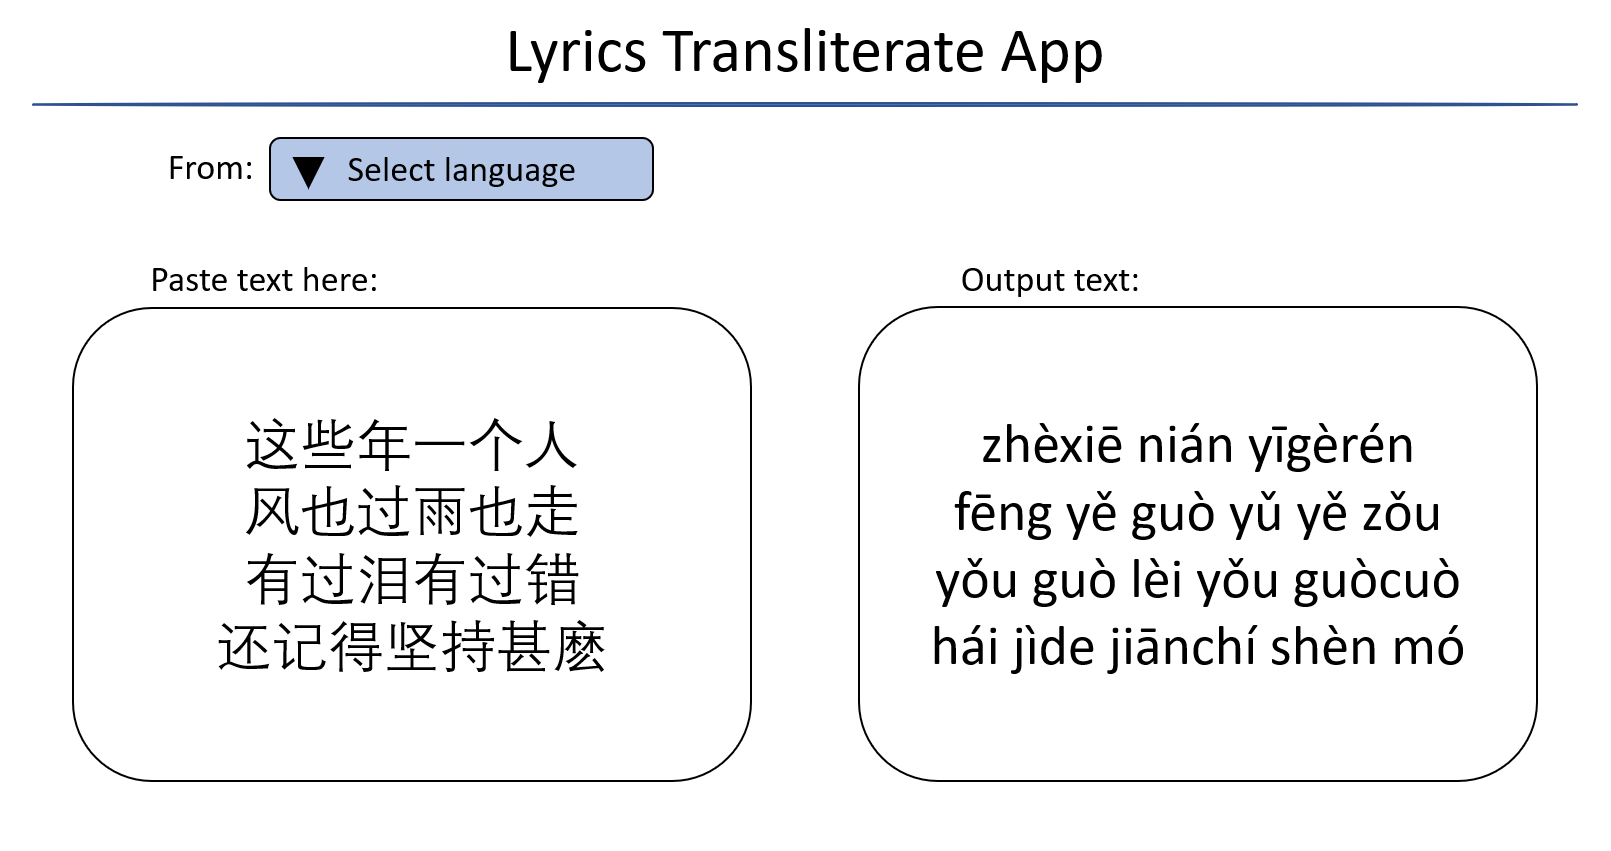 Lyrics Transliterate App
From:
▼ Select language
Paste text here:
这些年一个人
风也过雨也走
有过泪有过错
还记得坚持甚麽
Output text:
zhèxiē nián yīgèrén
fēng yě guò yǔ yě zǒu
yǒu guò lèi yǒu guòcuò
hái jìde jiānchí shèn mó